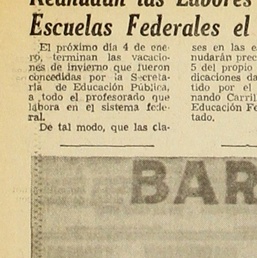 Reanudan las Labores
Escuelas Federales el
El próximo día 4 de ene-
ro, terminan las vacacio-
nes de invierno que fueron
concedidas por la Secreta-
ría de Educación Pública,
a todo el profesorado que
labora en el sistema fede-
ral.
De tal modo, que las cla-
ses en las es
nudarán prec
5 del propio
dicaciones da
tido por el
nando Carril
Educación Fe
tado.
BAR